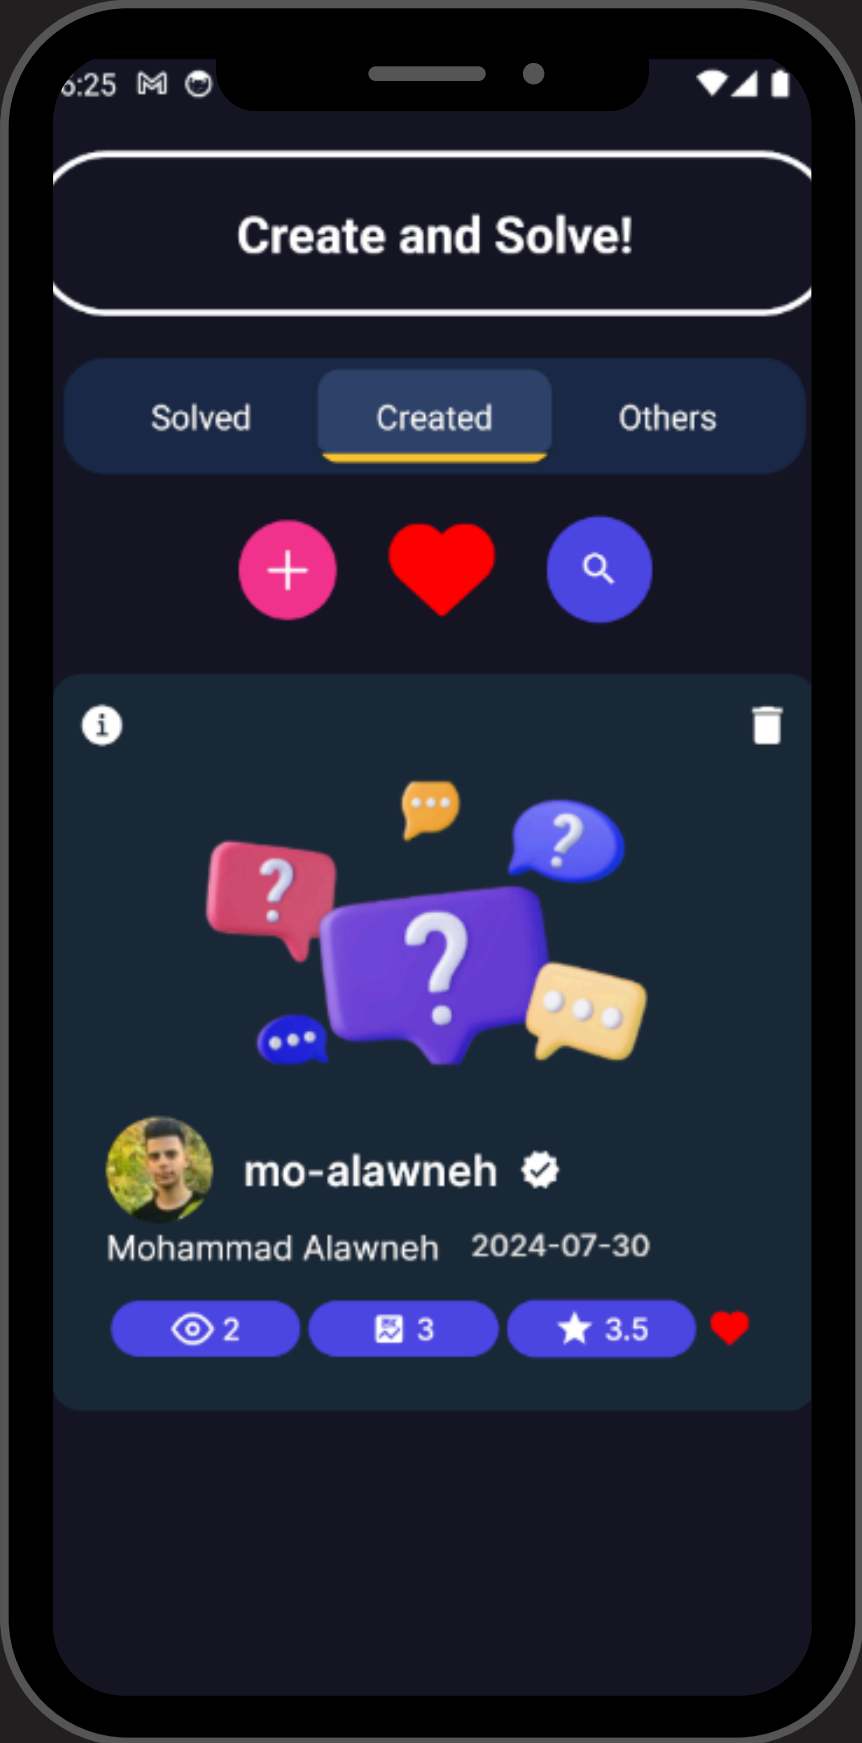 6:25
Create and Solve!
Solved Created Others
?
?
?
mo-alawneh
Mohammad Alawneh 2024-07-30
2 3 3.5